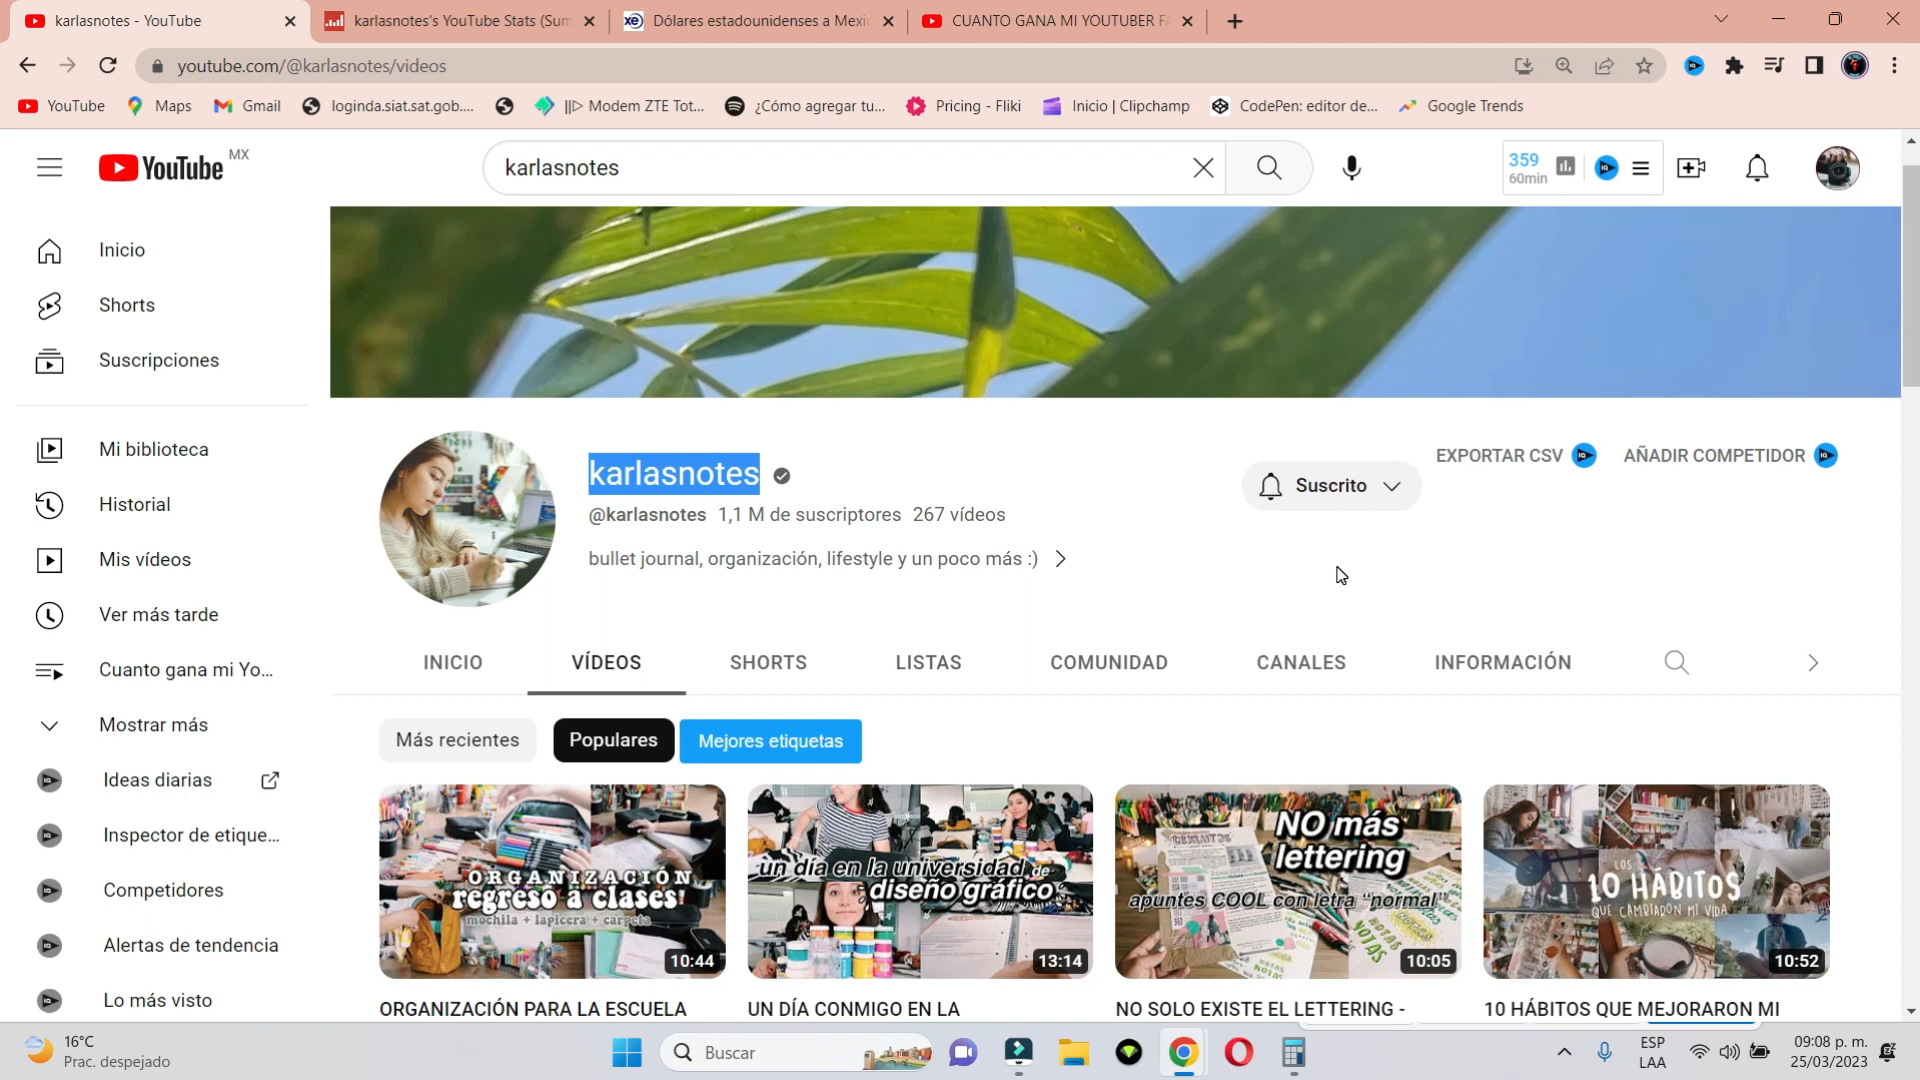 karlasnotes - YouTube
karlasnotes's YouTube Stats (Sum
Dólares estadounidenses a Mexic
CUANTO GANA MI YOUTUBER FA
youtube.com/@karlasnotes/videos
YouTube
Maps
Gmail
loginda.siat.sat.gob....
||▷ Modem ZTE Tot...
¿Cómo agregar tu...
Pricing - Fliki
Inicio | Clipchamp
CodePen: editor de...
Google Trends
YouTube MX
karlasnotes
359
60min
Inicio
Shorts
Suscripciones
Mi biblioteca
Historial
Mis vídeos
Ver más tarde
Cuanto gana mi Yo...
Mostrar más
Ideas diarias
Inspector de etique...
Competidores
Alertas de tendencia
Lo más visto
karlasnotes
@karlasnotes 1,1 M de suscriptores 267 vídeos
bullet journal, organización, lifestyle y un poco más :)
Suscrito
EXPORTAR CSV
AÑADIR COMPETIDOR
INICIO
VÍDEOS
SHORTS
LISTAS
COMUNIDAD
CANALES
INFORMACIÓN
Más recientes
Populares
Mejores etiquetas
ORGANIZACIÓN
regreso a clases!
mochila + lapicera + carpeta
10:44
un día en la universidad de
diseño gráfico
13:14
NO más
lettering
apuntes COOL con letra "normal"
NOTAS
10:05
LOS
10 HÁBITOS
QUE CAMBIARON MI VIDA
10:52
ORGANIZACIÓN PARA LA ESCUELA
UN DÍA CONMIGO EN LA
NO SOLO EXISTE EL LETTERING -
10 HÁBITOS QUE MEJORARON MI
16°C
Prac. despejado
Buscar
ESP
LAA
09:08 p. m.
25/03/2023